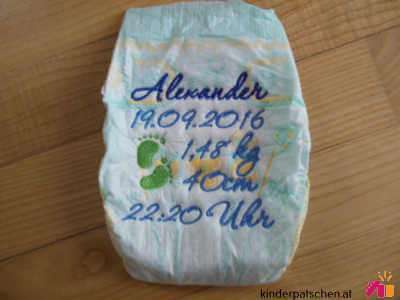 Alexander
19.09.2016
1,48 kg
40cm
22:20 Uhr
kinderpatschen.at